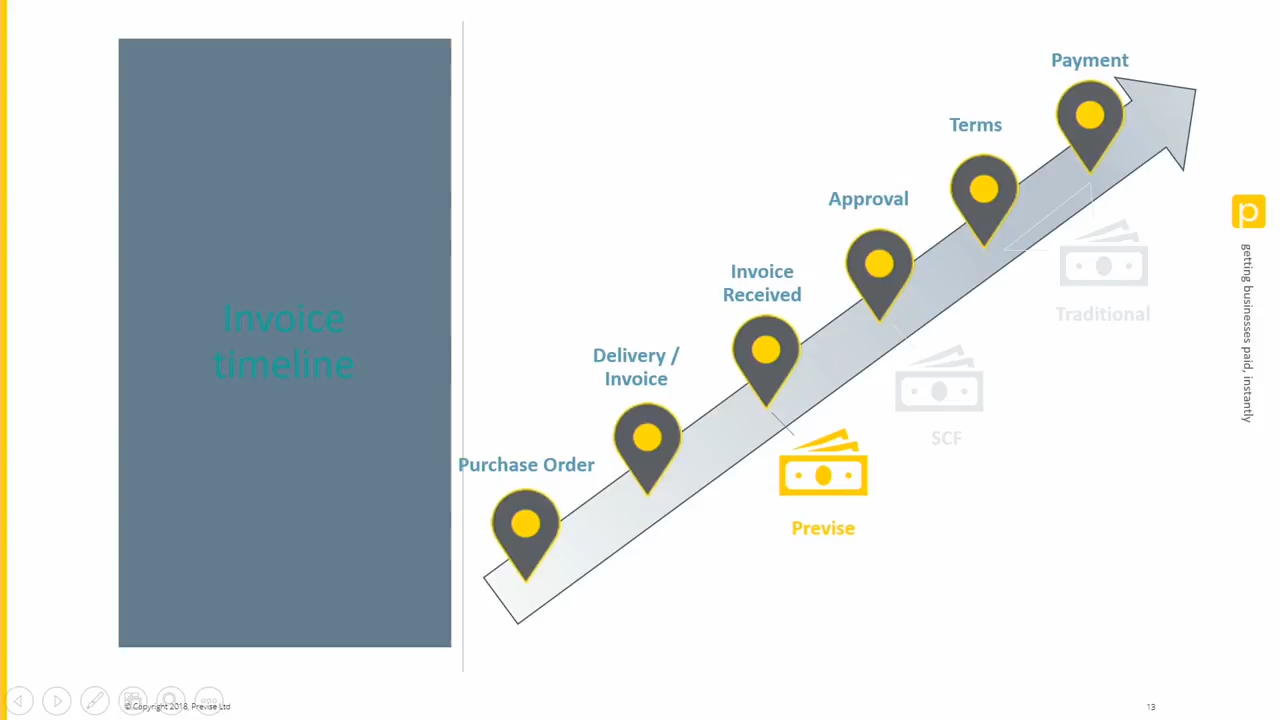 Invoice
timeline
Payment
Terms
Approval
Invoice
Received
Delivery /
Invoice
Purchase Order
Traditional
SCF
Previse
p
getting businesses paid, instantly
© Copyright 2018, Previse Ltd
13